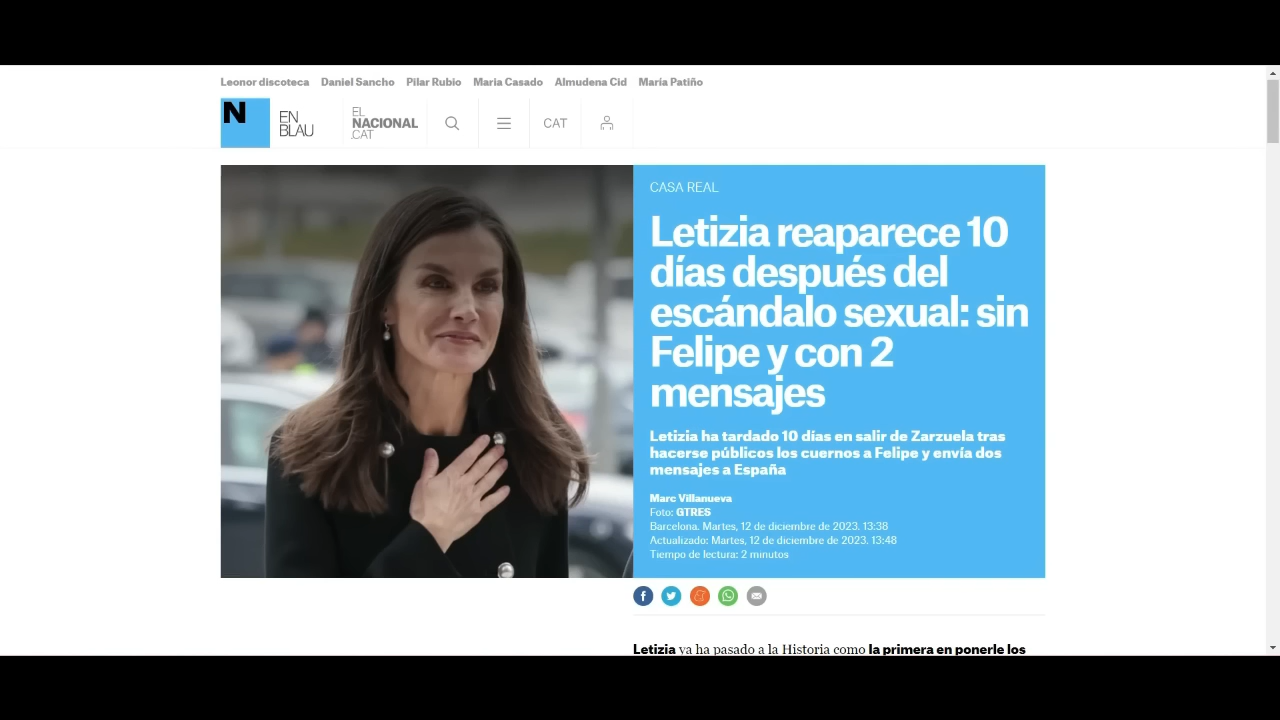 Leonor discoteca Daniel Sancho Pilar Rubio Maria Casado Almudena Cid María Patiño
N
EN
BLAU
EL
NACIONAL
.CAT
CAT
CASA REAL
Letizia reaparece 10
días después del
escándalo sexual: sin
Felipe y con 2
mensajes
Letizia ha tardado 10 días en salir de Zarzuela tras
hacerse públicos los cuernos a Felipe y envía dos
mensajes a España
Marc Villanueva
Foto: GTRES
Barcelona. Martes, 12 de diciembre de 2023. 13:38
Actualizado: Martes, 12 de diciembre de 2023. 13:48
Tiempo de lectura: 2 minutos
Letizia ya ha pasado a la Historia como la primera en ponerle los